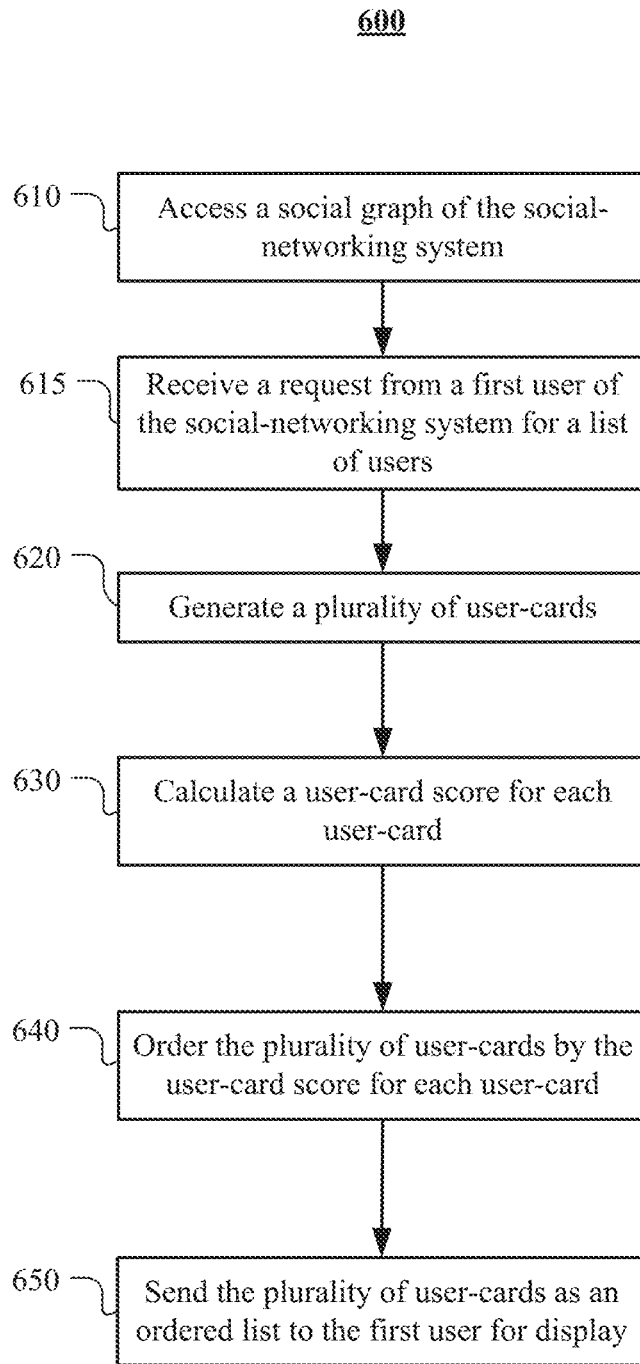 600
610
Access a social graph of the social-
networking system
615
Receive a request from a first user of
the social-networking system for a list
of users
620
Generate a plurality of user-cards
630
Calculate a user-card score for each
user-card
640
Order the plurality of user-cards by the
user-card score for each user-card
650
Send the plurality of user-cards as an
ordered list to the first user for display